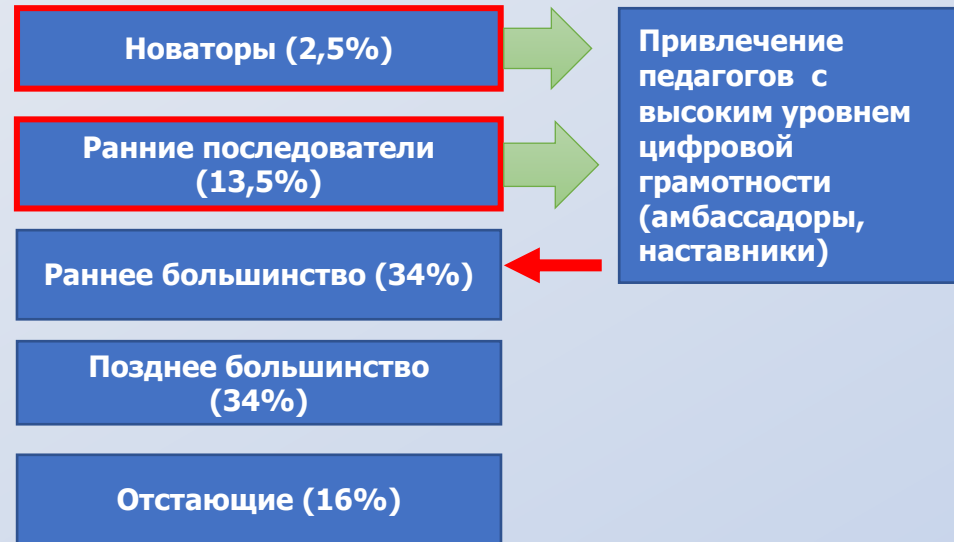 Новаторы (2,5%)
Ранние последователи
(13,5%)
Раннее большинство (34%)
Позднее большинство
(34%)
Отстающие (16%)
Привлечение
педагогов с
высоким уровнем
цифровой
грамотности
(амбассадоры,
наставники)